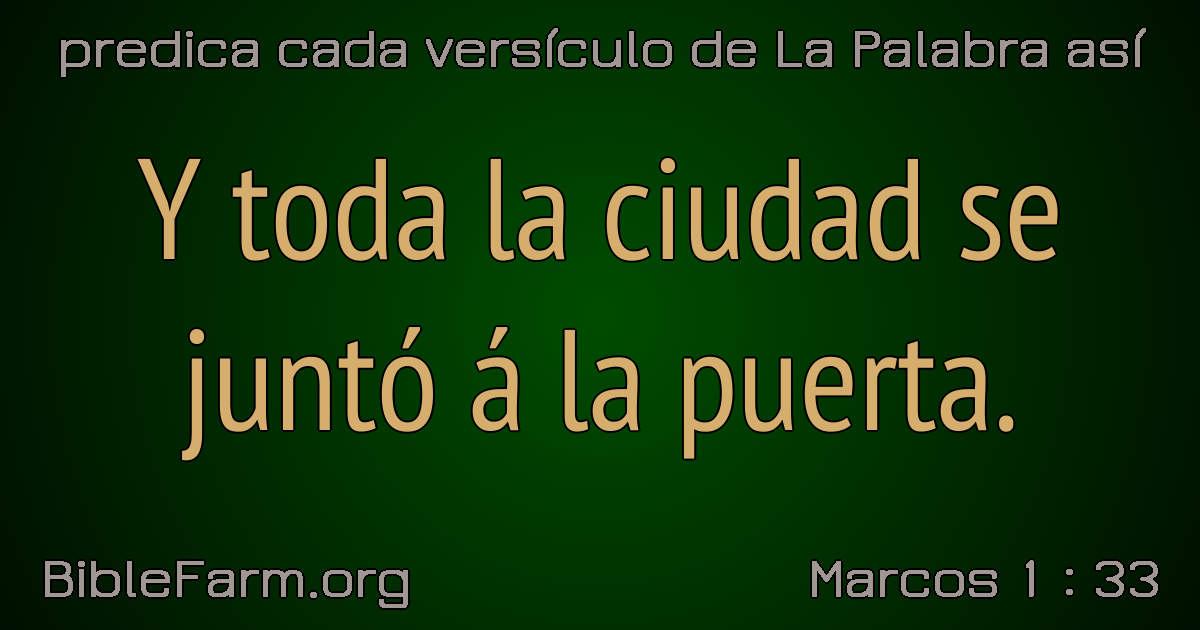 predica cada versículo de La Palabra así
Y toda la ciudad se
juntó á la puerta.
BibleFarm.org
Marcos 1 : 33